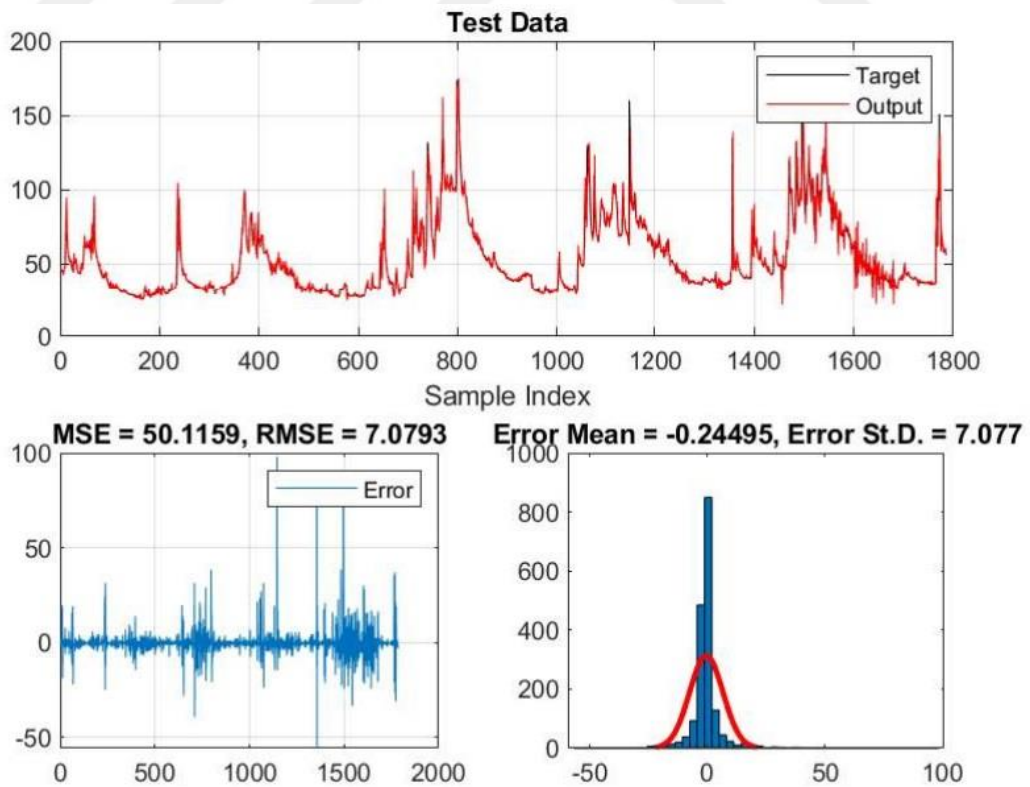 Test Data
200
150
100
50
0
Target
Output
0 200 400 600 800 1000 1200 1400 1600 1800
Sample Index
MSE = 50.1159, RMSE = 7.0793
100
50
0
-50
Error
0 500 1000 1500 2000
Error Mean = -0.24495, Error St.D. = 7.077
1000
800
600
400
200
0
-50 0 50 100